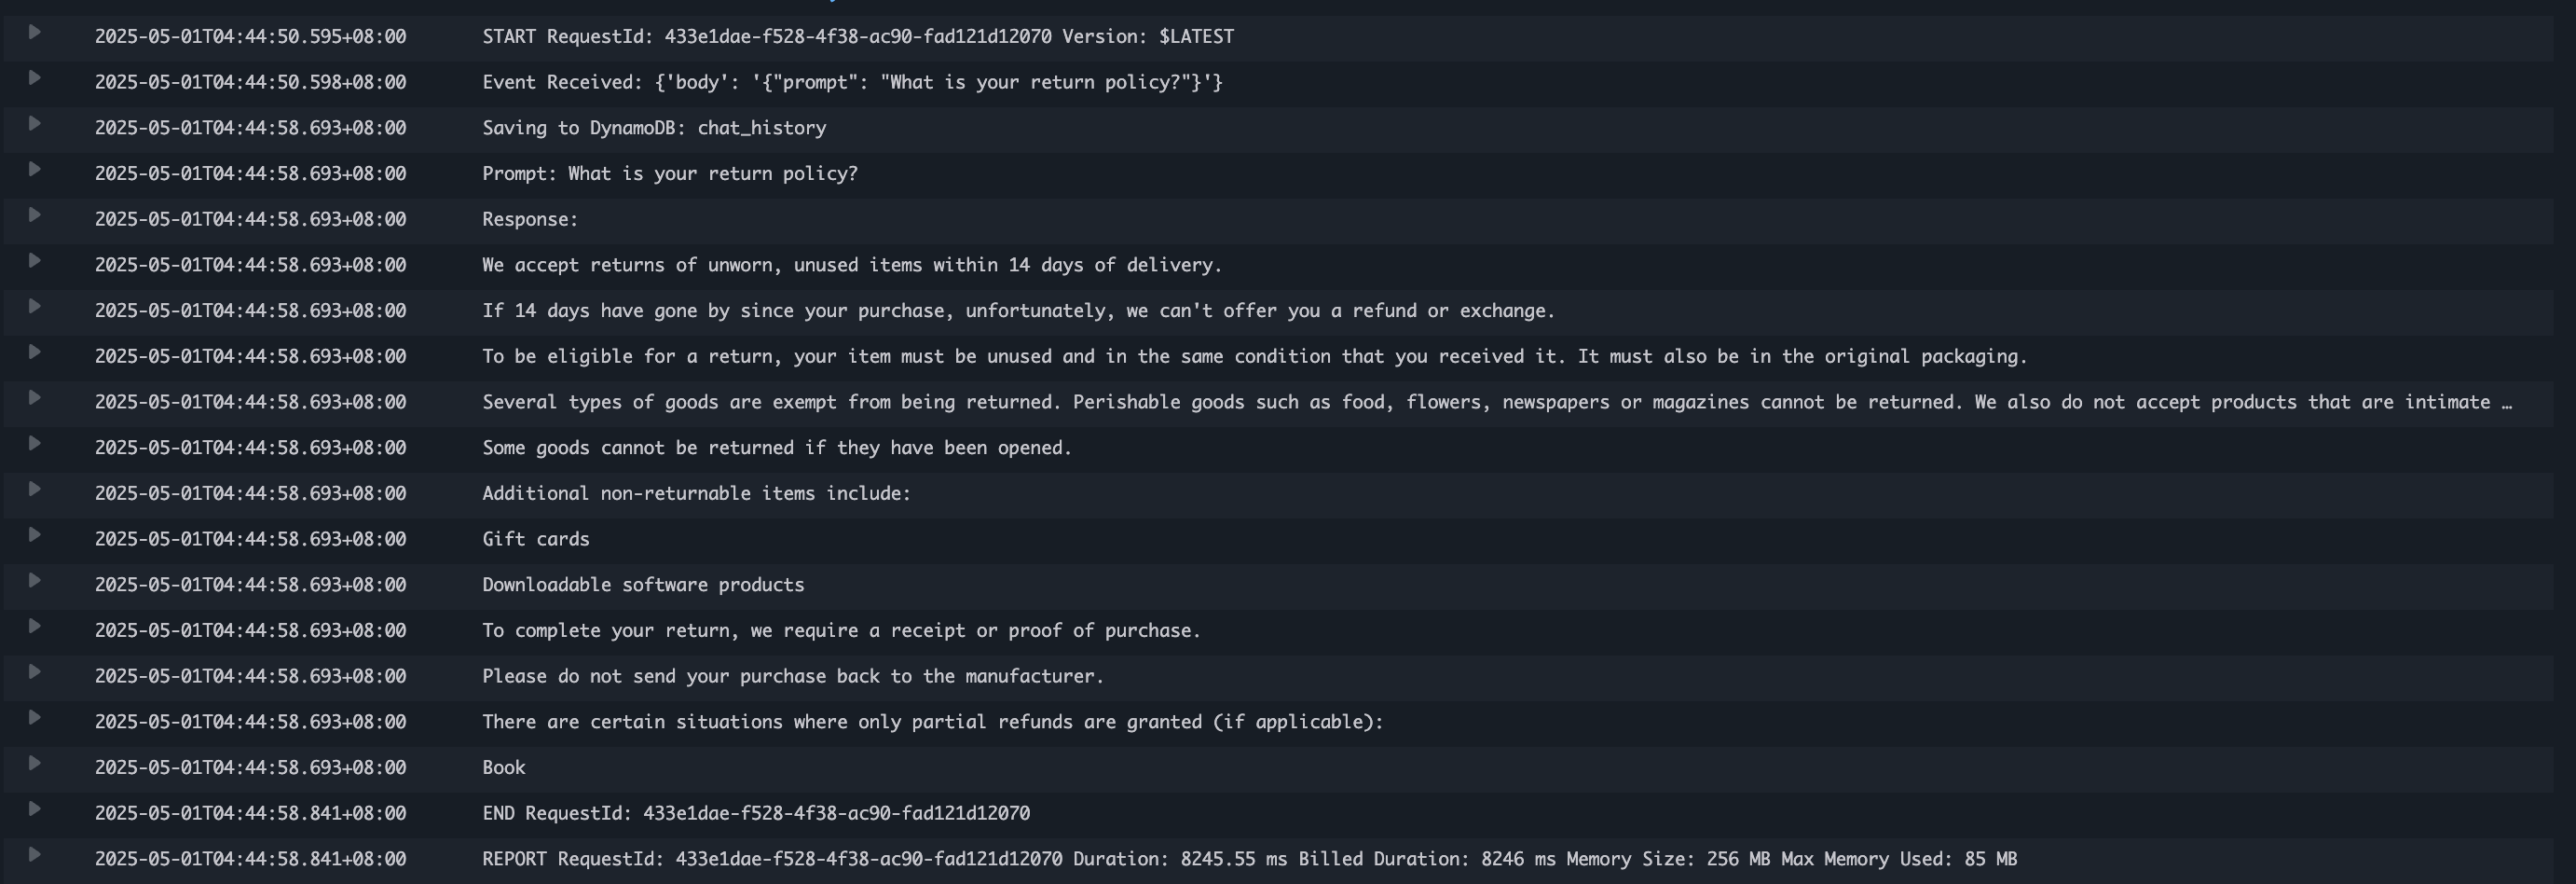 2025-05-01T04:44:50.595+08:00 START RequestId: 433e1dae-f528-4f38-ac90-fad121d12070 Version: $LATEST
2025-05-01T04:44:50.598+08:00 Event Received: {'body': '{"prompt": "What is your return policy?"}'}
2025-05-01T04:44:58.693+08:00 Saving to DynamoDB: chat_history
2025-05-01T04:44:58.693+08:00 Prompt: What is your return policy?
2025-05-01T04:44:58.693+08:00 Response:
2025-05-01T04:44:58.693+08:00 We accept returns of unworn, unused items within 14 days of delivery.
2025-05-01T04:44:58.693+08:00 If 14 days have gone by since your purchase, unfortunately, we can't offer you a refund or exchange.
2025-05-01T04:44:58.693+08:00 To be eligible for a return, your item must be unused and in the same condition that you received it. It must also be in the original packaging.
2025-05-01T04:44:58.693+08:00 Several types of goods are exempt from being returned. Perishable goods such as food, flowers, newspapers or magazines cannot be returned. We also do not accept products that are intimate …
2025-05-01T04:44:58.693+08:00 Some goods cannot be returned if they have been opened.
2025-05-01T04:44:58.693+08:00 Additional non-returnable items include:
2025-05-01T04:44:58.693+08:00 Gift cards
2025-05-01T04:44:58.693+08:00 Downloadable software products
2025-05-01T04:44:58.693+08:00 To complete your return, we require a receipt or proof of purchase.
2025-05-01T04:44:58.693+08:00 Please do not send your purchase back to the manufacturer.
2025-05-01T04:44:58.693+08:00 There are certain situations where only partial refunds are granted (if applicable):
2025-05-01T04:44:58.693+08:00 Book
2025-05-01T04:44:58.841+08:00 END RequestId: 433e1dae-f528-4f38-ac90-fad121d12070
2025-05-01T04:44:58.841+08:00 REPORT RequestId: 433e1dae-f528-4f38-ac90-fad121d12070 Duration: 8245.55 ms Billed Duration: 8246 ms Memory Size: 256 MB Max Memory Used: 85 MB